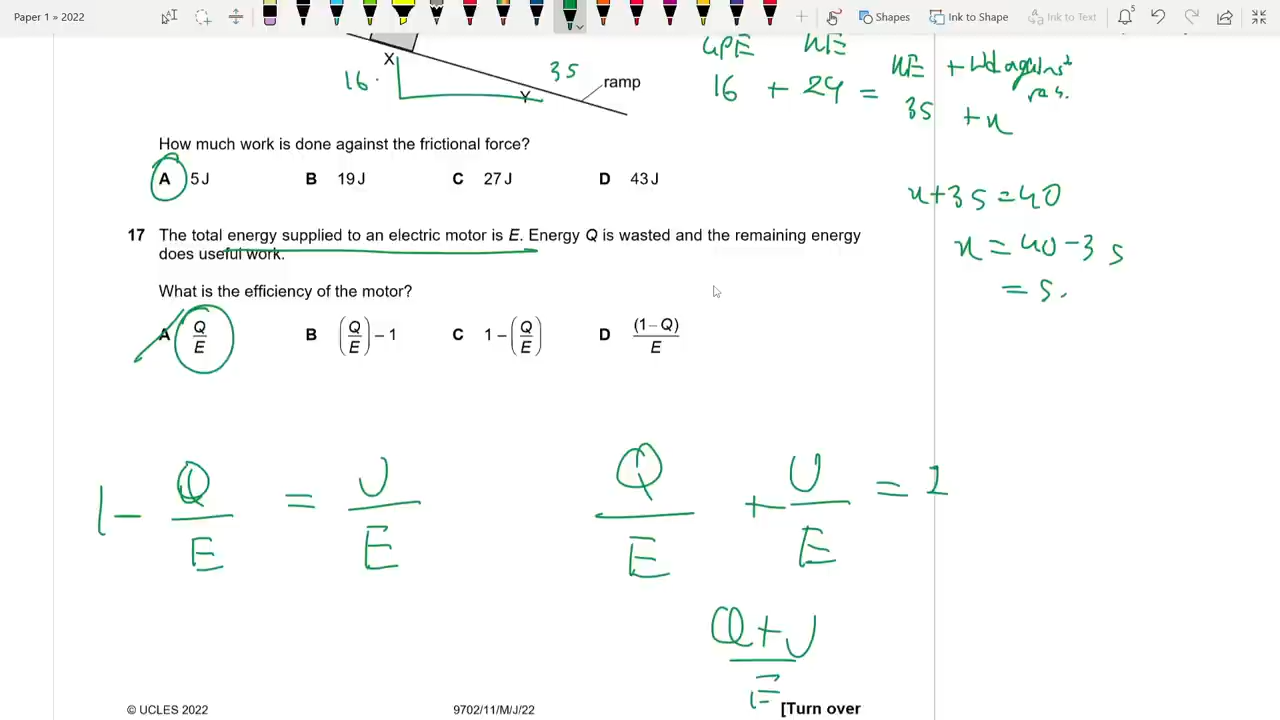 Paper 1 » 2022
Shapes
Ink to Shape
Ink to Text
5
GPE KE KE + Wd against
res.
16 + 24 = 35 + x
X
16
35
ramp
Y
How much work is done against the frictional force?
A 5 J B 19 J C 27 J D 43 J
x + 35 = 40
x = 40 - 35
= 5.
17 The total energy supplied to an electric motor is E. Energy Q is wasted and the remaining energy
does useful work.
What is the efficiency of the motor?
A Q/E B (Q/E) – 1 C 1 – (Q/E) D (1 – Q)/E
1 - Q/E = U/E
Q/E + U/E = 1
Q+U/E
© UCLES 2022 9702/11/M/J/22 [Turn over